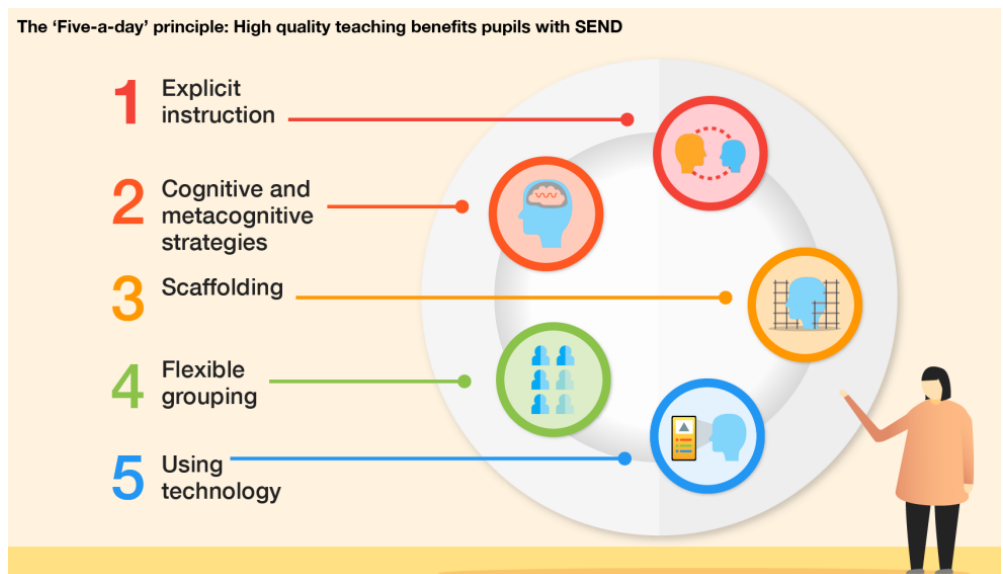 The ‘Five-a-day’ principle: High quality teaching benefits pupils with SEND
1 Explicit
instruction
2 Cognitive and
metacognitive
strategies
3 Scaffolding
4 Flexible
grouping
5 Using
technology